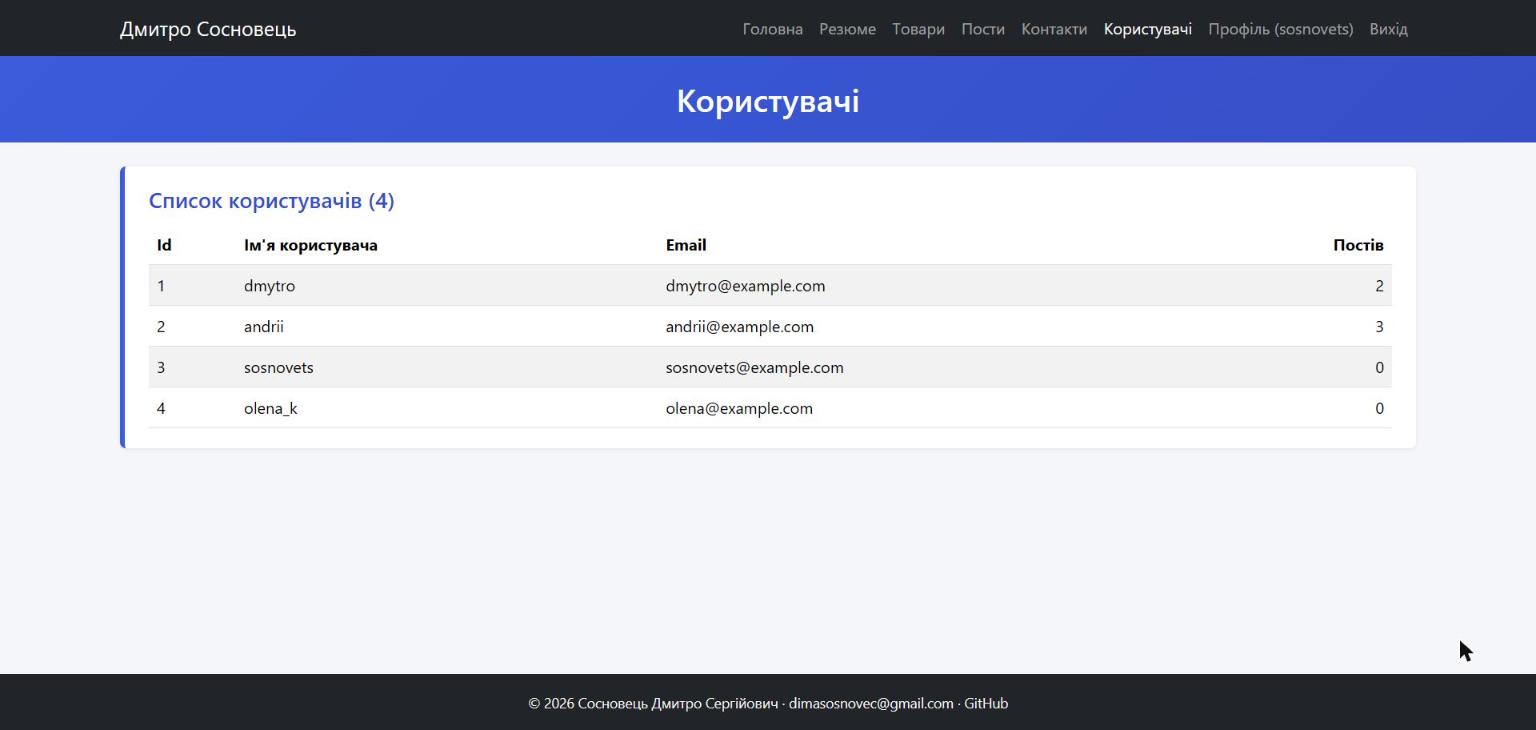 Дмитро Сосновець Головна Резюме Товари Пости Контакти Користувачі Профіль (sosnovets) Вихід
Користувачі
Список користувачів (4)
Id Ім'я користувача Email Постів
1 dmytro dmytro@example.com 2
2 andrii andrii@example.com 3
3 sosnovets sosnovets@example.com 0
4 olena_k olena@example.com 0
© 2026 Сосновець Дмитро Сергійович · dimasosnovec@gmail.com · GitHub